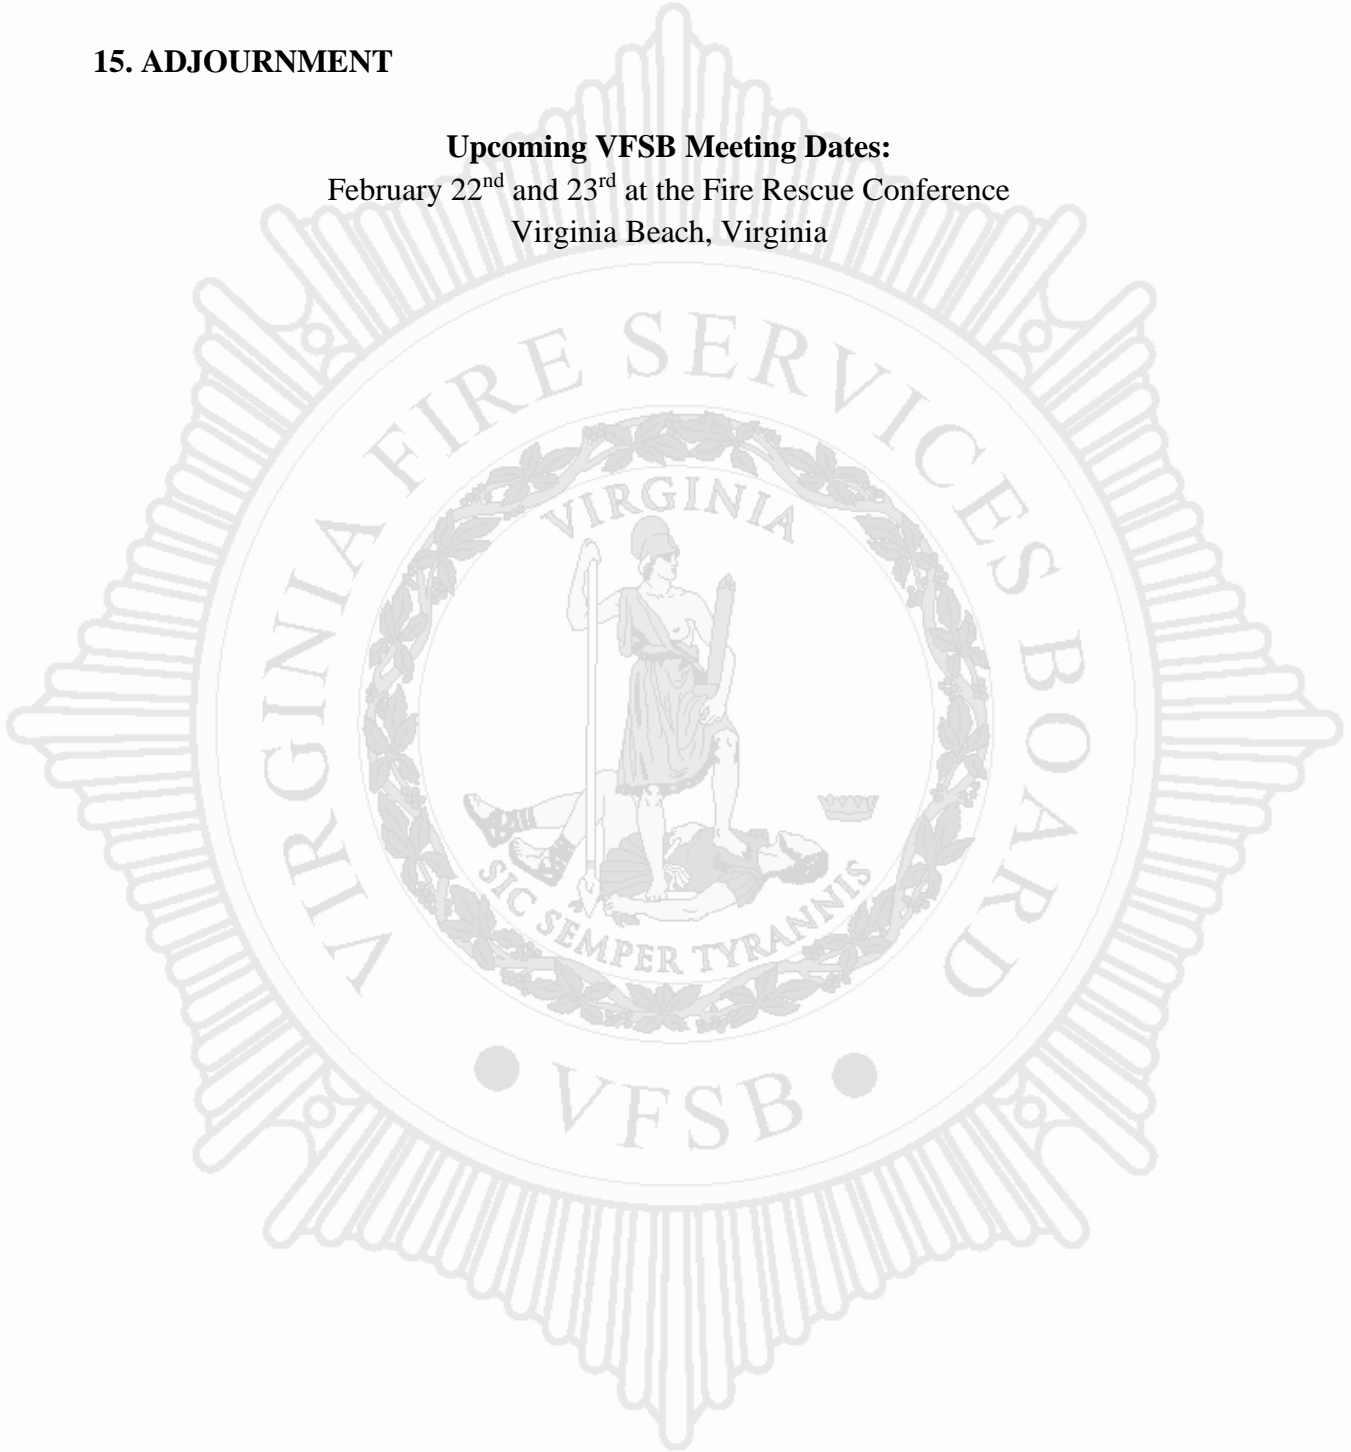 15. ADJOURNMENT
Upcoming VFSB Meeting Dates:
February 22nd and 23rd at the Fire Rescue Conference
Virginia Beach, Virginia
VIRGINIA FIRE SERVICES BOARD
VIRGINIA
SIC SEMPER TYRANNIS
• VFSB •